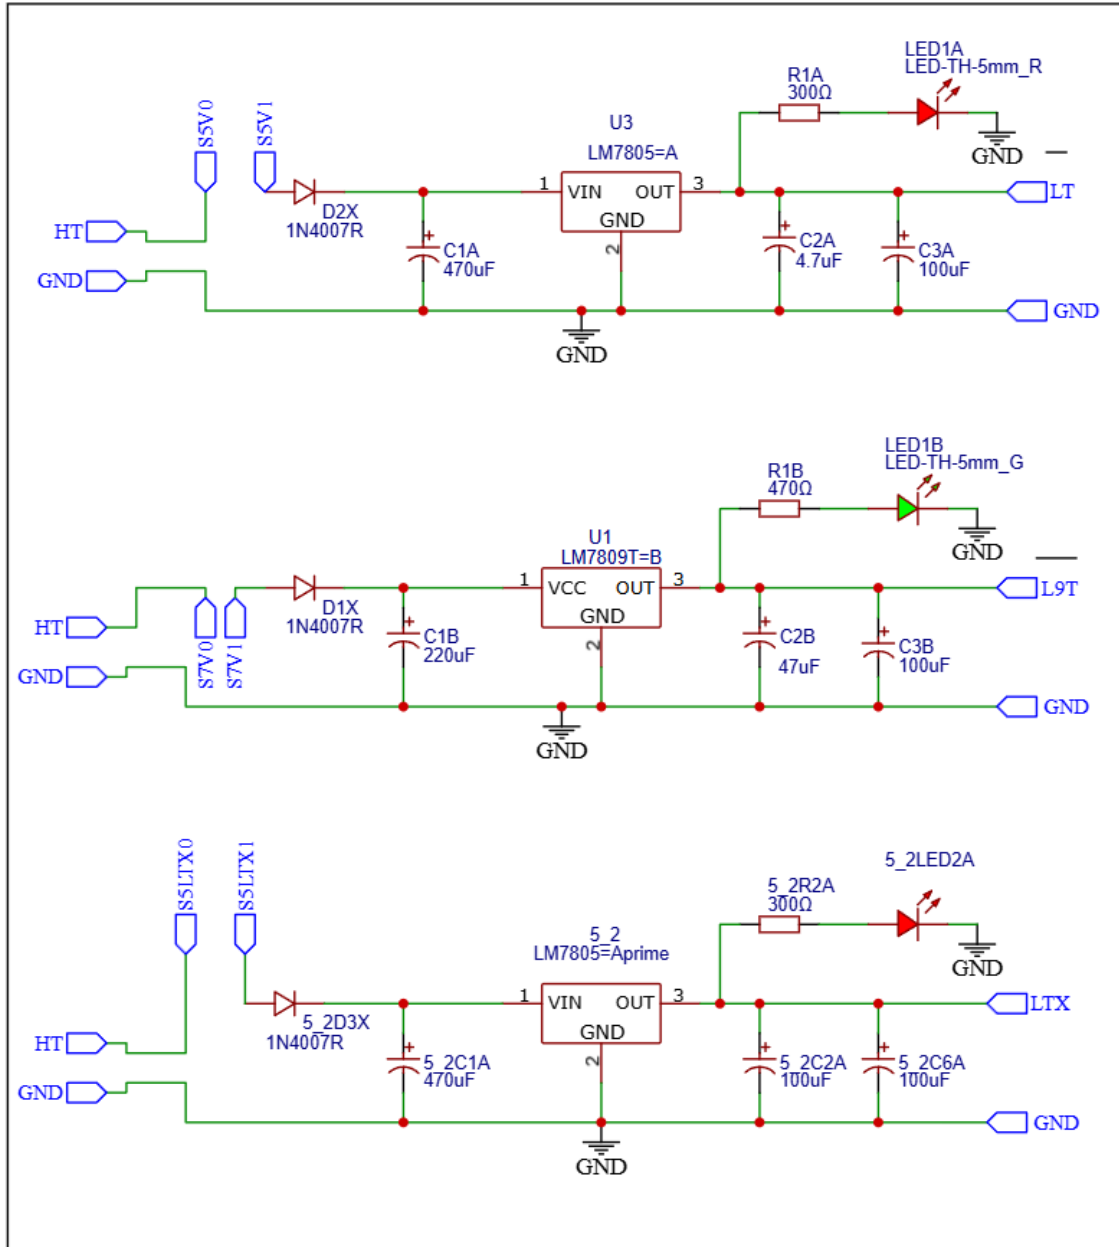 LED1A
LED-TH-5mm_R
R1A
300Ω
S5V0
S5V1
U3
LM7805=A
GND
1
VIN
OUT
3
LT
HT
D2X
1N4007R
GND
2
+
C1A
470uF
+
C2A
4.7uF
+
C3A
100uF
GND
GND
GND
LED1B
LED-TH-5mm_G
R1B
470Ω
U1
LM7809T=B
GND
1
VCC
OUT
3
L9T
HT
D1X
1N4007R
GND
2
S7V0
S7V1
+
C1B
220uF
+
C2B
47uF
+
C3B
100uF
GND
GND
GND
S5LTX0
S5LTX1
5_2LED2A
5_2R2A
300Ω
5_2
LM7805=Aprime
GND
1
VIN
OUT
3
LTX
HT
5_2D3X
1N4007R
GND
2
+
5_2C1A
470uF
+
5_2C2A
100uF
+
5_2C6A
100uF
GND
GND
GND